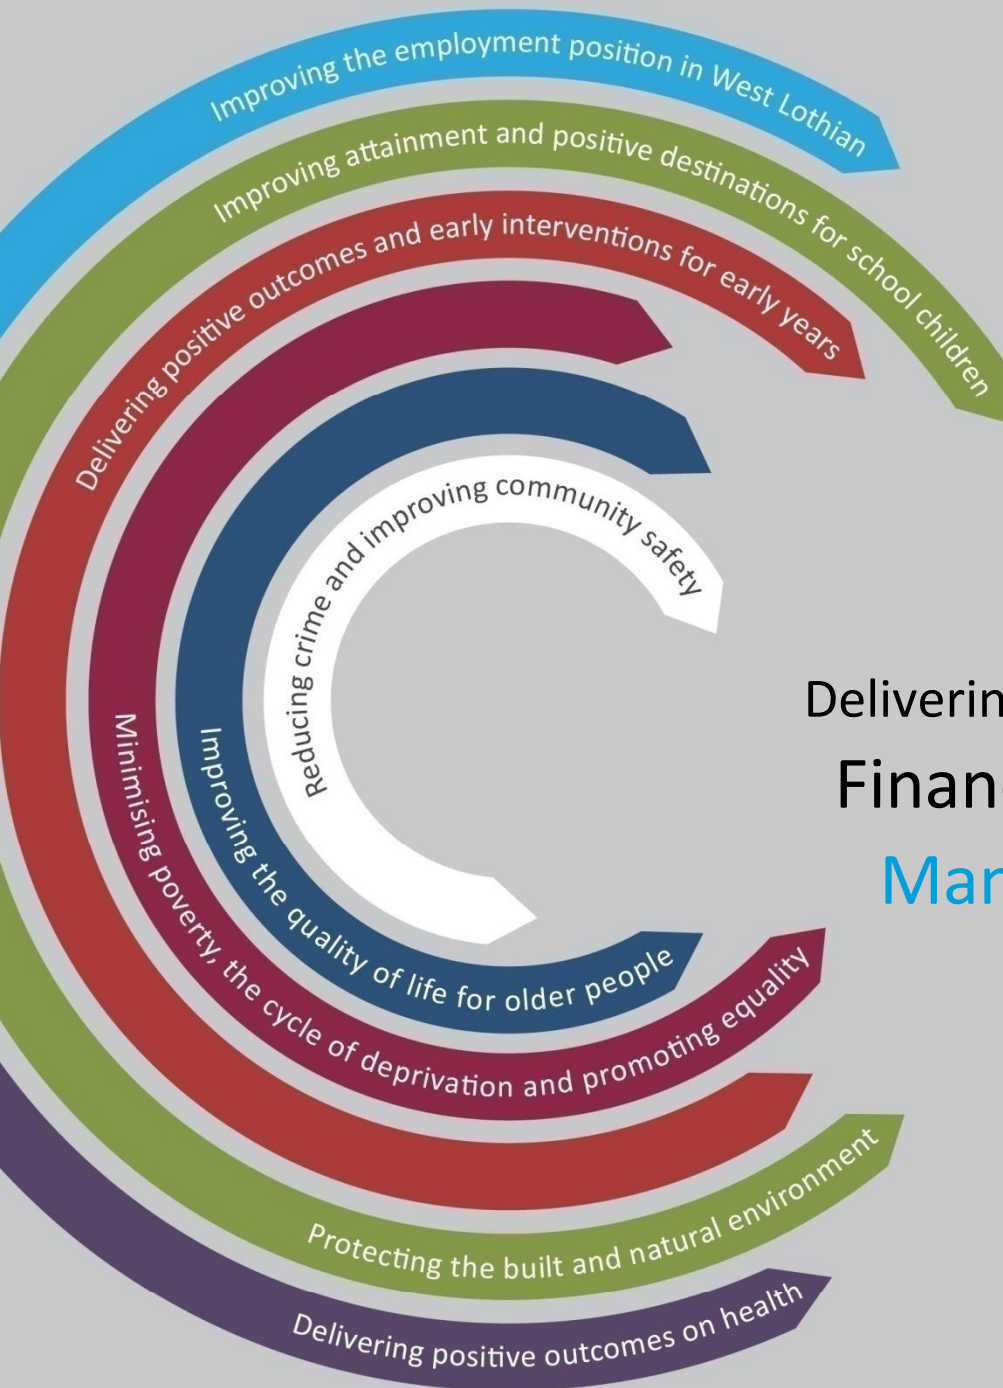 Improving the employment position in West Lothian
Improving attainment and positive destinations for school children
Delivering positive outcomes and early interventions for early years
Reducing crime and improving community safety
Improving the quality of life for older people
Minimising poverty, the cycle of deprivation and promoting equality
Protecting the built and natural environment
Delivering positive outcomes on health